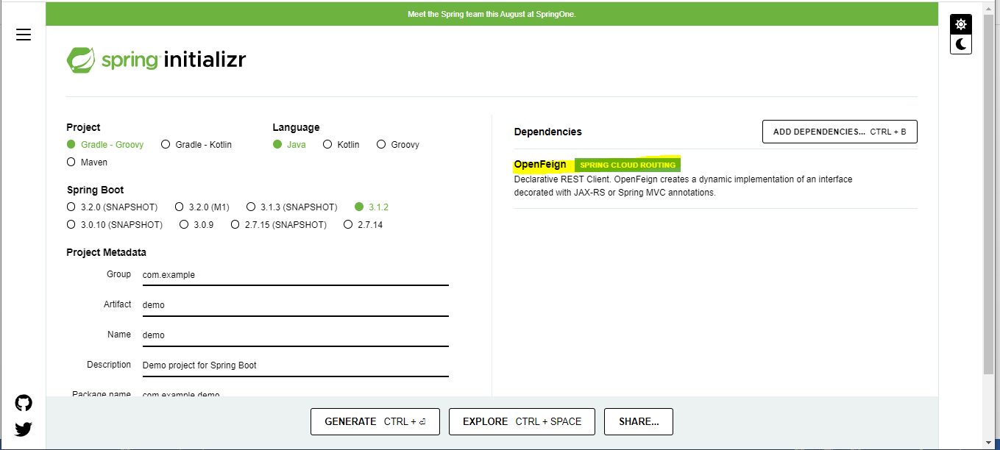 Meet the Spring team this August at SpringOne.
spring initializr
Project
Gradle - Groovy Gradle - Kotlin
Maven
Language
Java Kotlin Groovy
Spring Boot
3.2.0 (SNAPSHOT) 3.2.0 (M1) 3.1.3 (SNAPSHOT) 3.1.2
3.0.10 (SNAPSHOT) 3.0.9 2.7.15 (SNAPSHOT) 2.7.14
Project Metadata
Group com.example
Artifact demo
Name demo
Description Demo project for Spring Boot
Package name com.example.demo
Dependencies
ADD DEPENDENCIES... CTRL + B
OpenFeign SPRING CLOUD ROUTING
Declarative REST Client. OpenFeign creates a dynamic implementation of an interface
decorated with JAX-RS or Spring MVC annotations.
GENERATE CTRL + ⏎
EXPLORE CTRL + SPACE
SHARE...